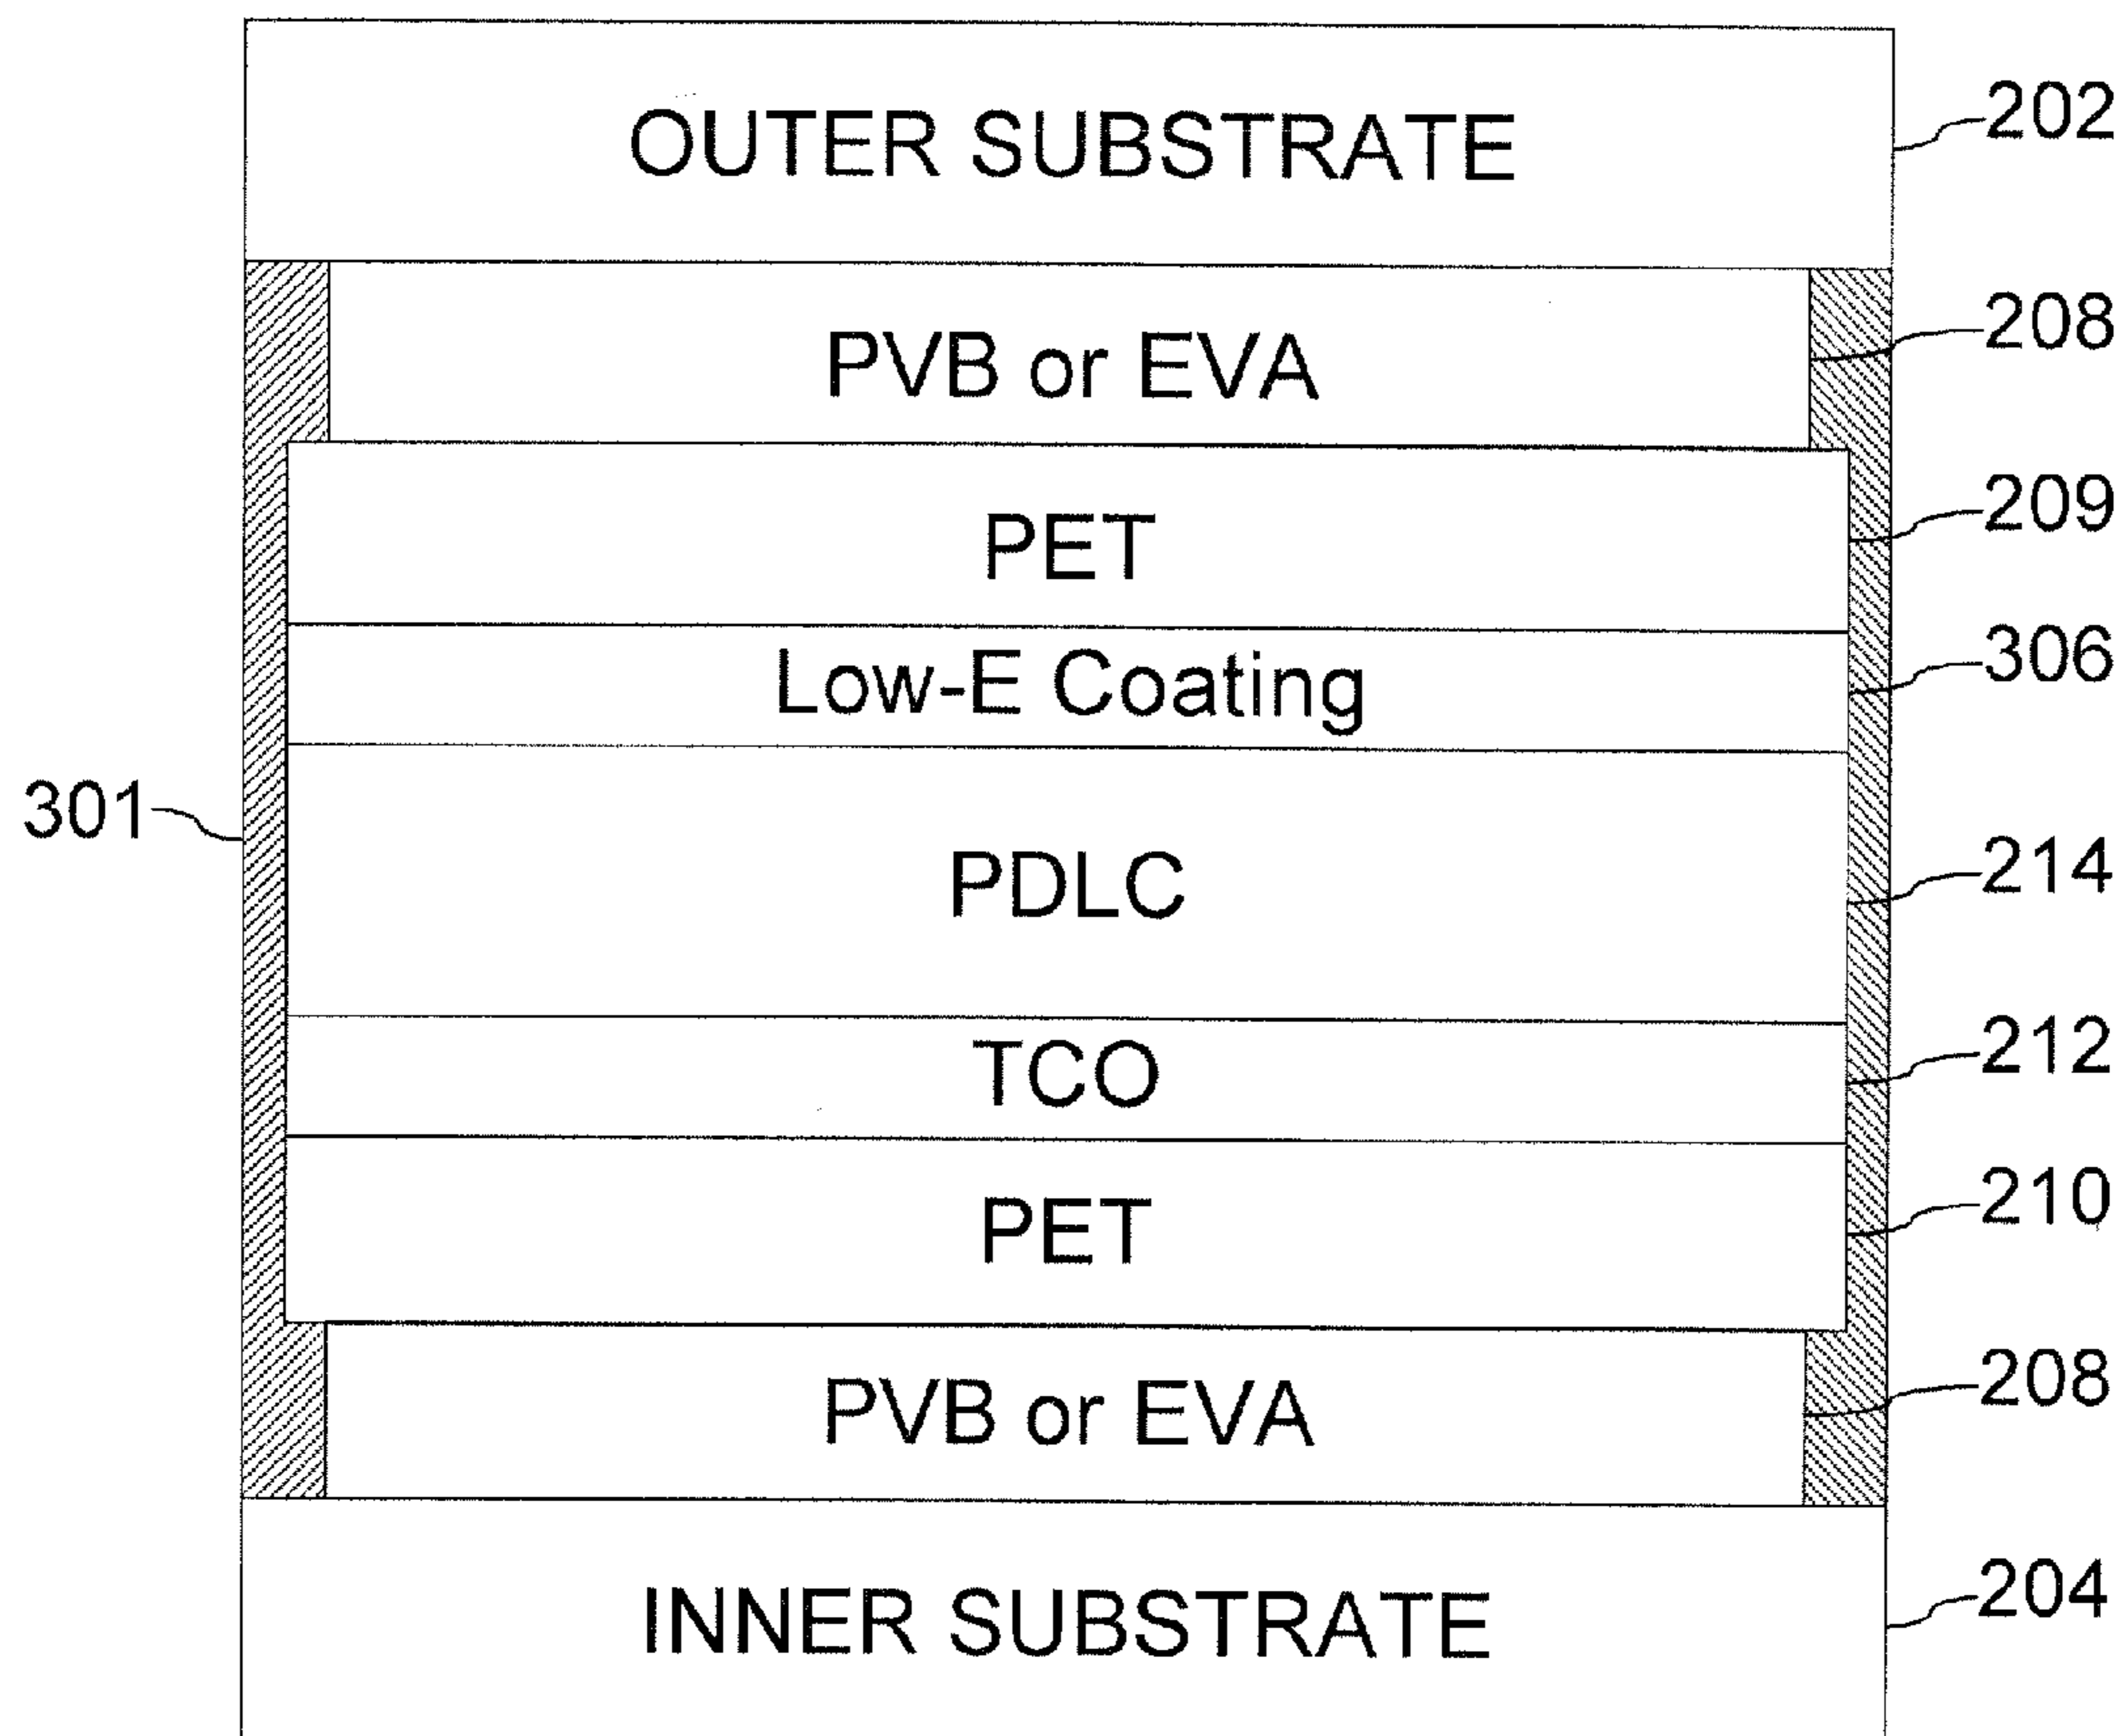 OUTER SUBSTRATE
202
PVB or EVA
208
PET
209
Low-E Coating
306
301
PDLC
214
TCO
212
PET
210
PVB or EVA
208
INNER SUBSTRATE
204